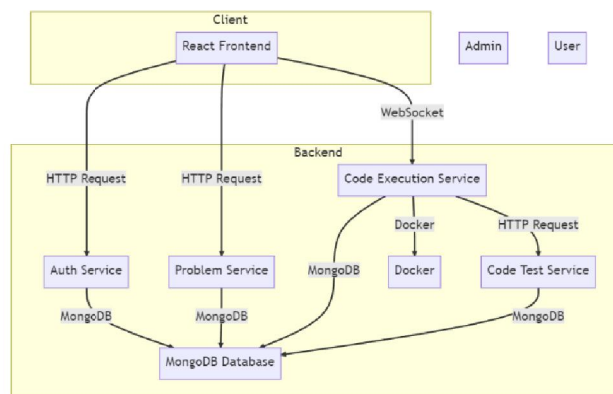 Client
React Frontend
Admin
User
WebSocket
Backend
HTTP Request
HTTP Request
Code Execution Service
Docker
HTTP Request
Auth Service
Problem Service
MongoDB
Docker
Code Test Service
MongoDB
MongoDB
MongoDB
MongoDB Database